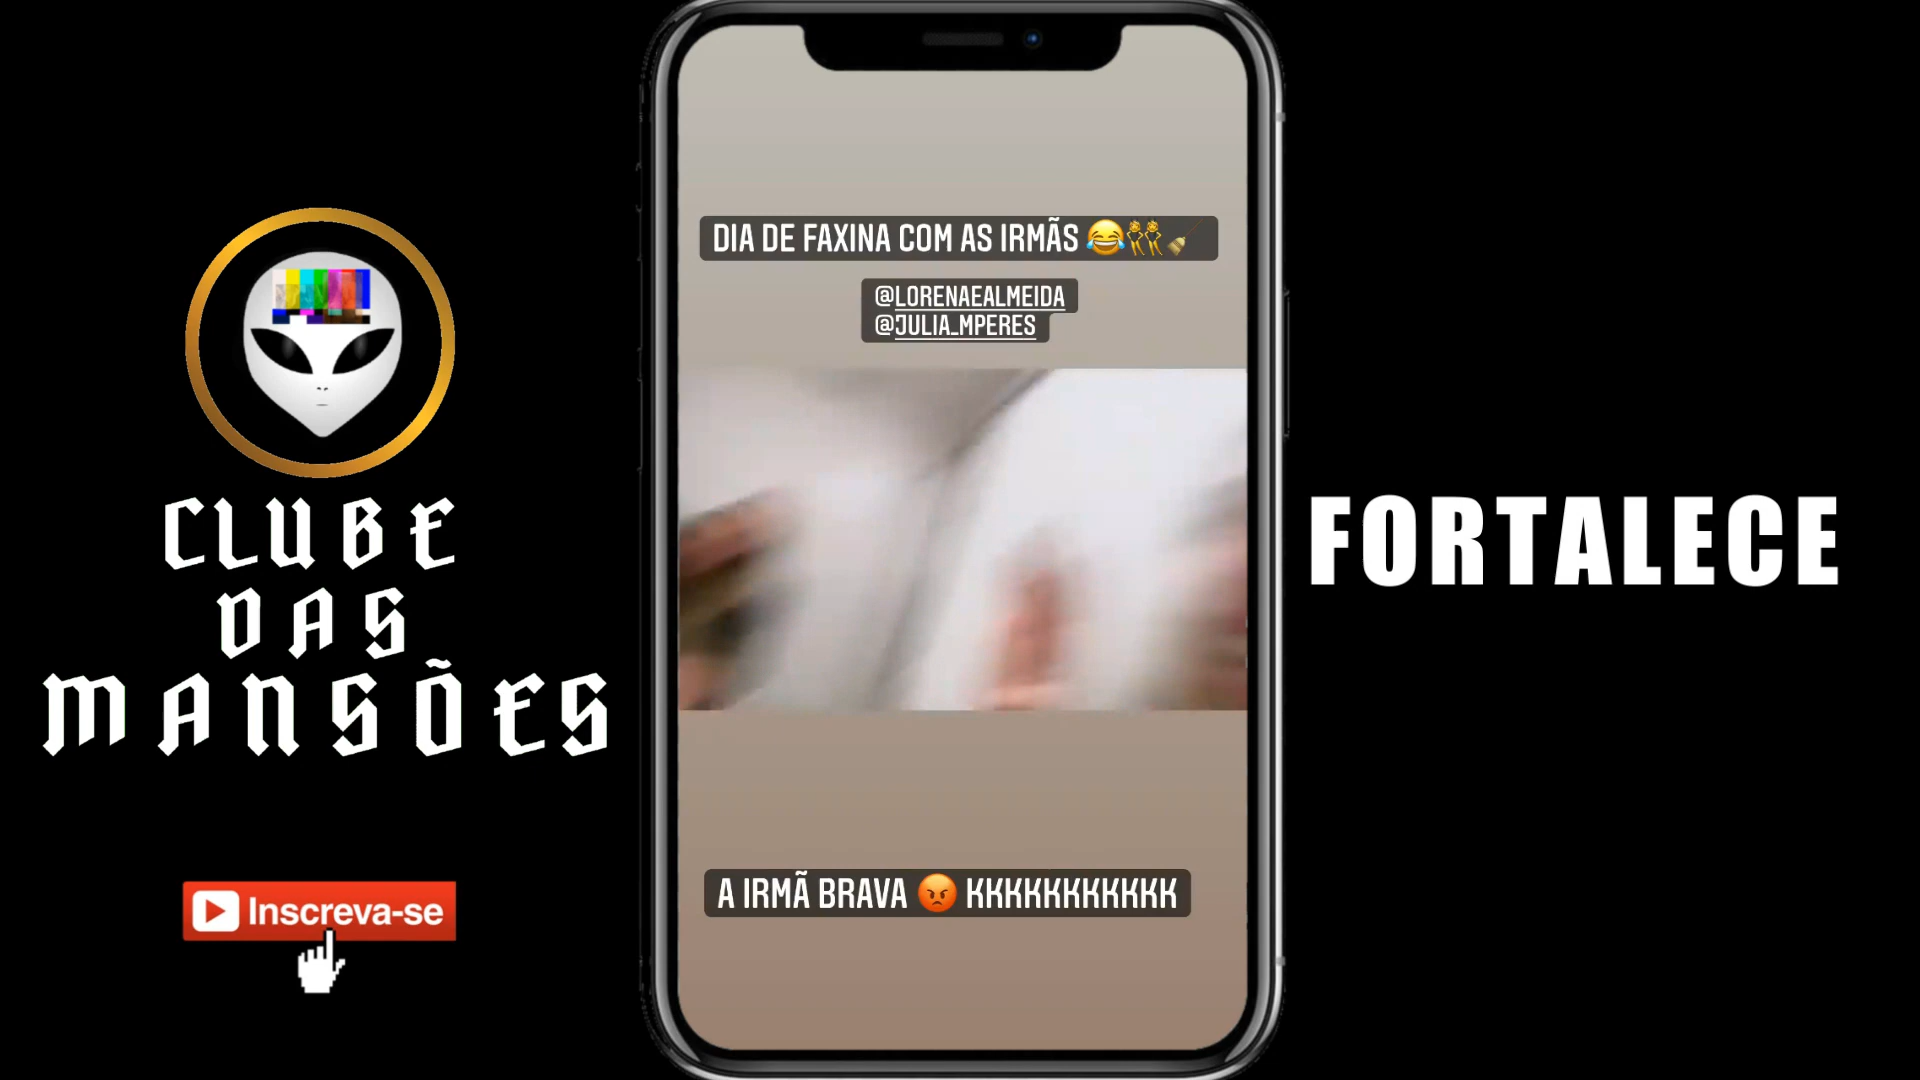 CLUBE
DAS
MANSÕES
Inscreva-se
DIA DE FAXINA COM AS IRMÃS 😂👯🧹
@LORENAEALMEIDA
@JULIA_MPERES
A IRMÃ BRAVA 😡 KKKKKKKKKKK
FORTALECE